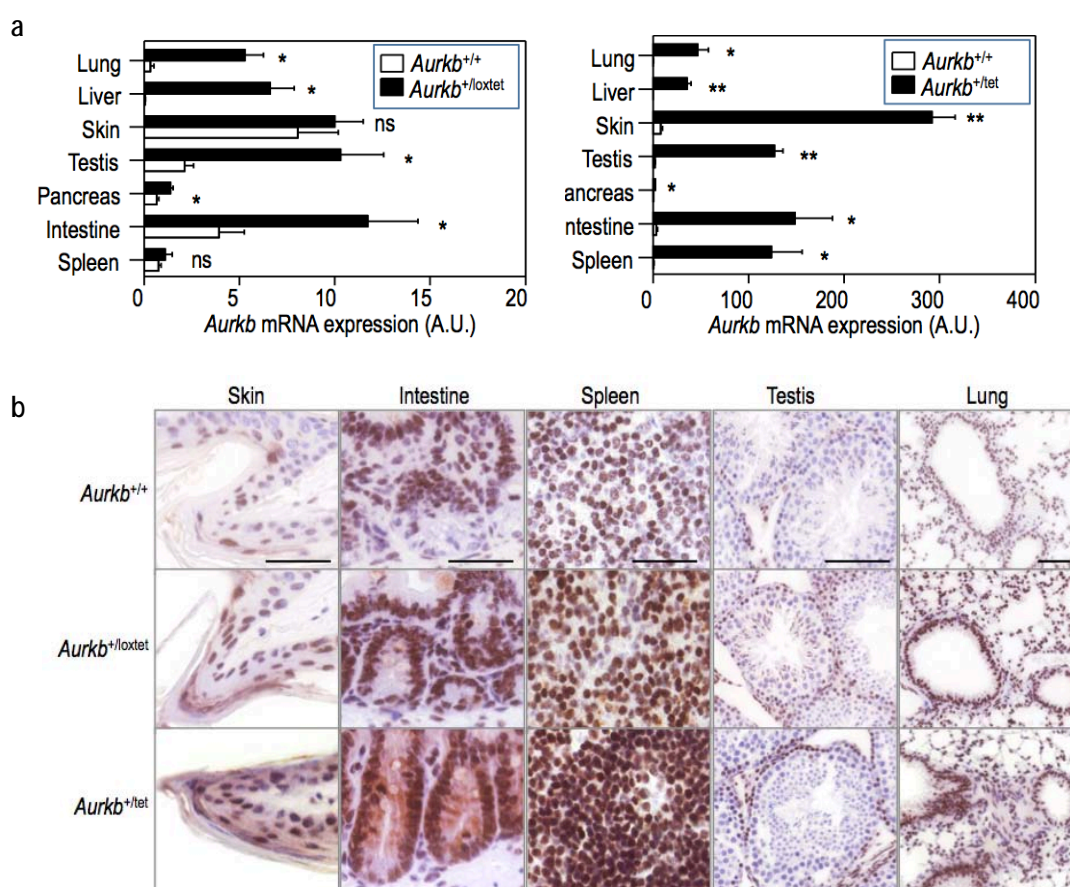 a
Lung
Liver
Skin
Testis
Pancreas
Intestine
Spleen
* * ns * * * ns
Aurkb+/+
Aurkb+/loxtet
0 5 10 15 20
Aurkb mRNA expression (A.U.)
Lung
Liver
Skin
Testis
ancreas
ntestine
Spleen
* ** ** ** * * *
Aurkb+/+
Aurkb+/tet
0 100 200 300 400
Aurkb mRNA expression (A.U.)
b
Skin Intestine Spleen Testis Lung
Aurkb+/+
Aurkb+/loxtet
Aurkb+/tet